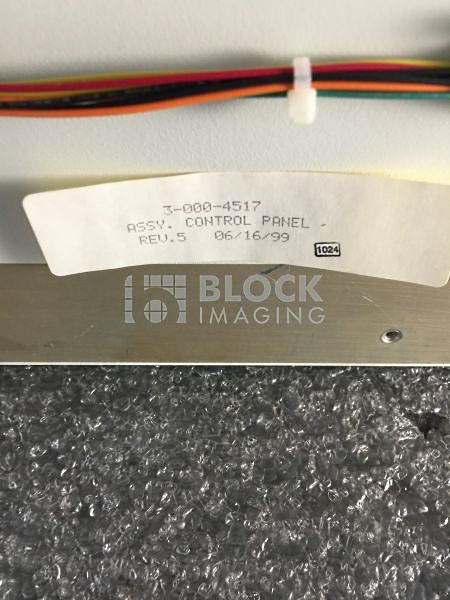 3-000-4517
ASSY. CONTROL PANEL -
REV.5 06/16/99
1024
BLOCK
IMAGING